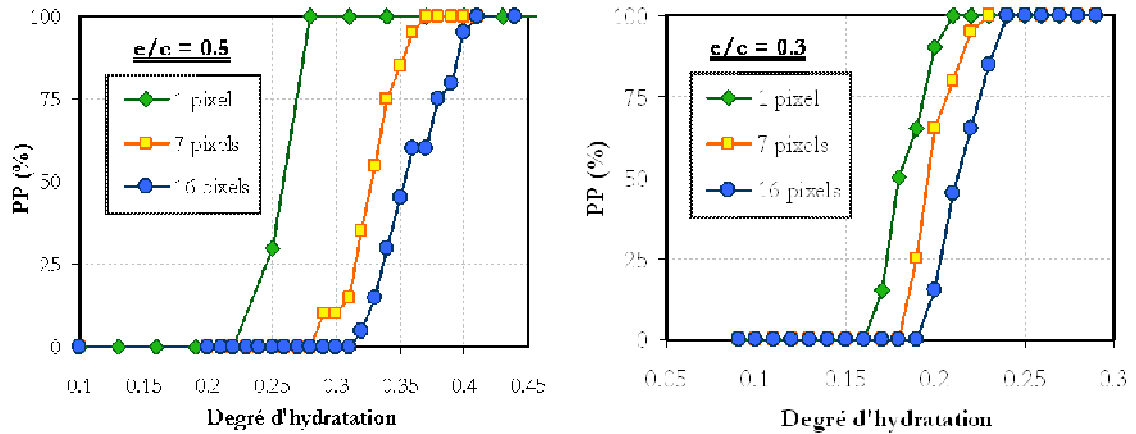 100
75
50
25
0
PP (%)
e/c = 0.5
1 pixel
7 pixels
16 pixels
0.1 0.15 0.2 0.25 0.3 0.35 0.4 0.45
Degré d'hydratation
100
75
50
25
0
PP (%)
e/c = 0.3
1 pixel
7 pixels
16 pixels
0.05 0.1 0.15 0.2 0.25 0.3
Degré d'hydratation